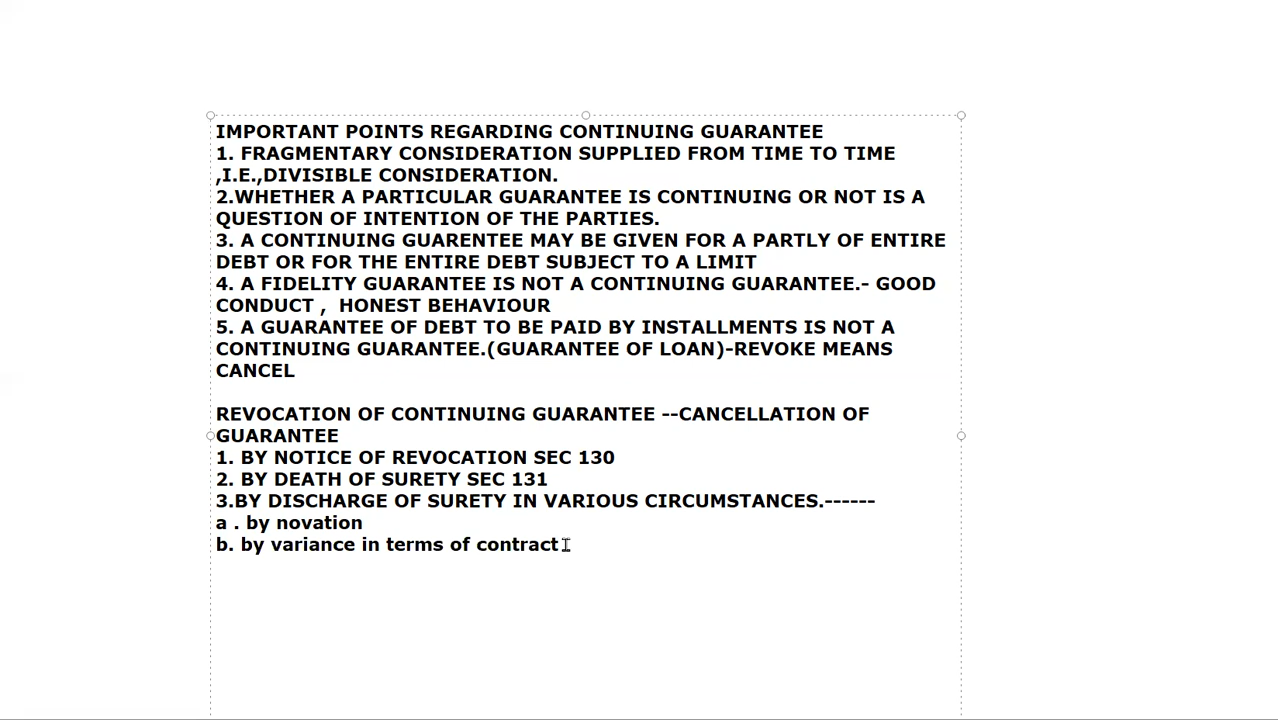 IMPORTANT POINTS REGARDING CONTINUING GUARANTEE
1. FRAGMENTARY CONSIDERATION SUPPLIED FROM TIME TO TIME
,I.E.,DIVISIBLE CONSIDERATION.
2.WHETHER A PARTICULAR GUARANTEE IS CONTINUING OR NOT IS A
QUESTION OF INTENTION OF THE PARTIES.
3. A CONTINUING GUARENTEE MAY BE GIVEN FOR A PARTLY OF ENTIRE
DEBT OR FOR THE ENTIRE DEBT SUBJECT TO A LIMIT
4. A FIDELITY GUARANTEE IS NOT A CONTINUING GUARANTEE.- GOOD
CONDUCT ,  HONEST BEHAVIOUR
5. A GUARANTEE OF DEBT TO BE PAID BY INSTALLMENTS IS NOT A
CONTINUING GUARANTEE.(GUARANTEE OF LOAN)-REVOKE MEANS
CANCEL

REVOCATION OF CONTINUING GUARANTEE --CANCELLATION OF
GUARANTEE
1. BY NOTICE OF REVOCATION SEC 130
2. BY DEATH OF SURETY SEC 131
3.BY DISCHARGE OF SURETY IN VARIOUS CIRCUMSTANCES.------
a . by novation
b. by variance in terms of contract